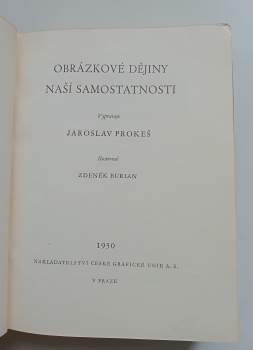 OBRÁZKOVÉ DĚJINY
NAŠÍ SAMOSTATNOSTI
Vypravuje
JAROSLAV PROKEŠ
Ilustroval
ZDENĚK BURIAN
1930
NAKLADATELSTVÍ ČESKÉ GRAFICKÉ UNIE A. S.
V PRAZE